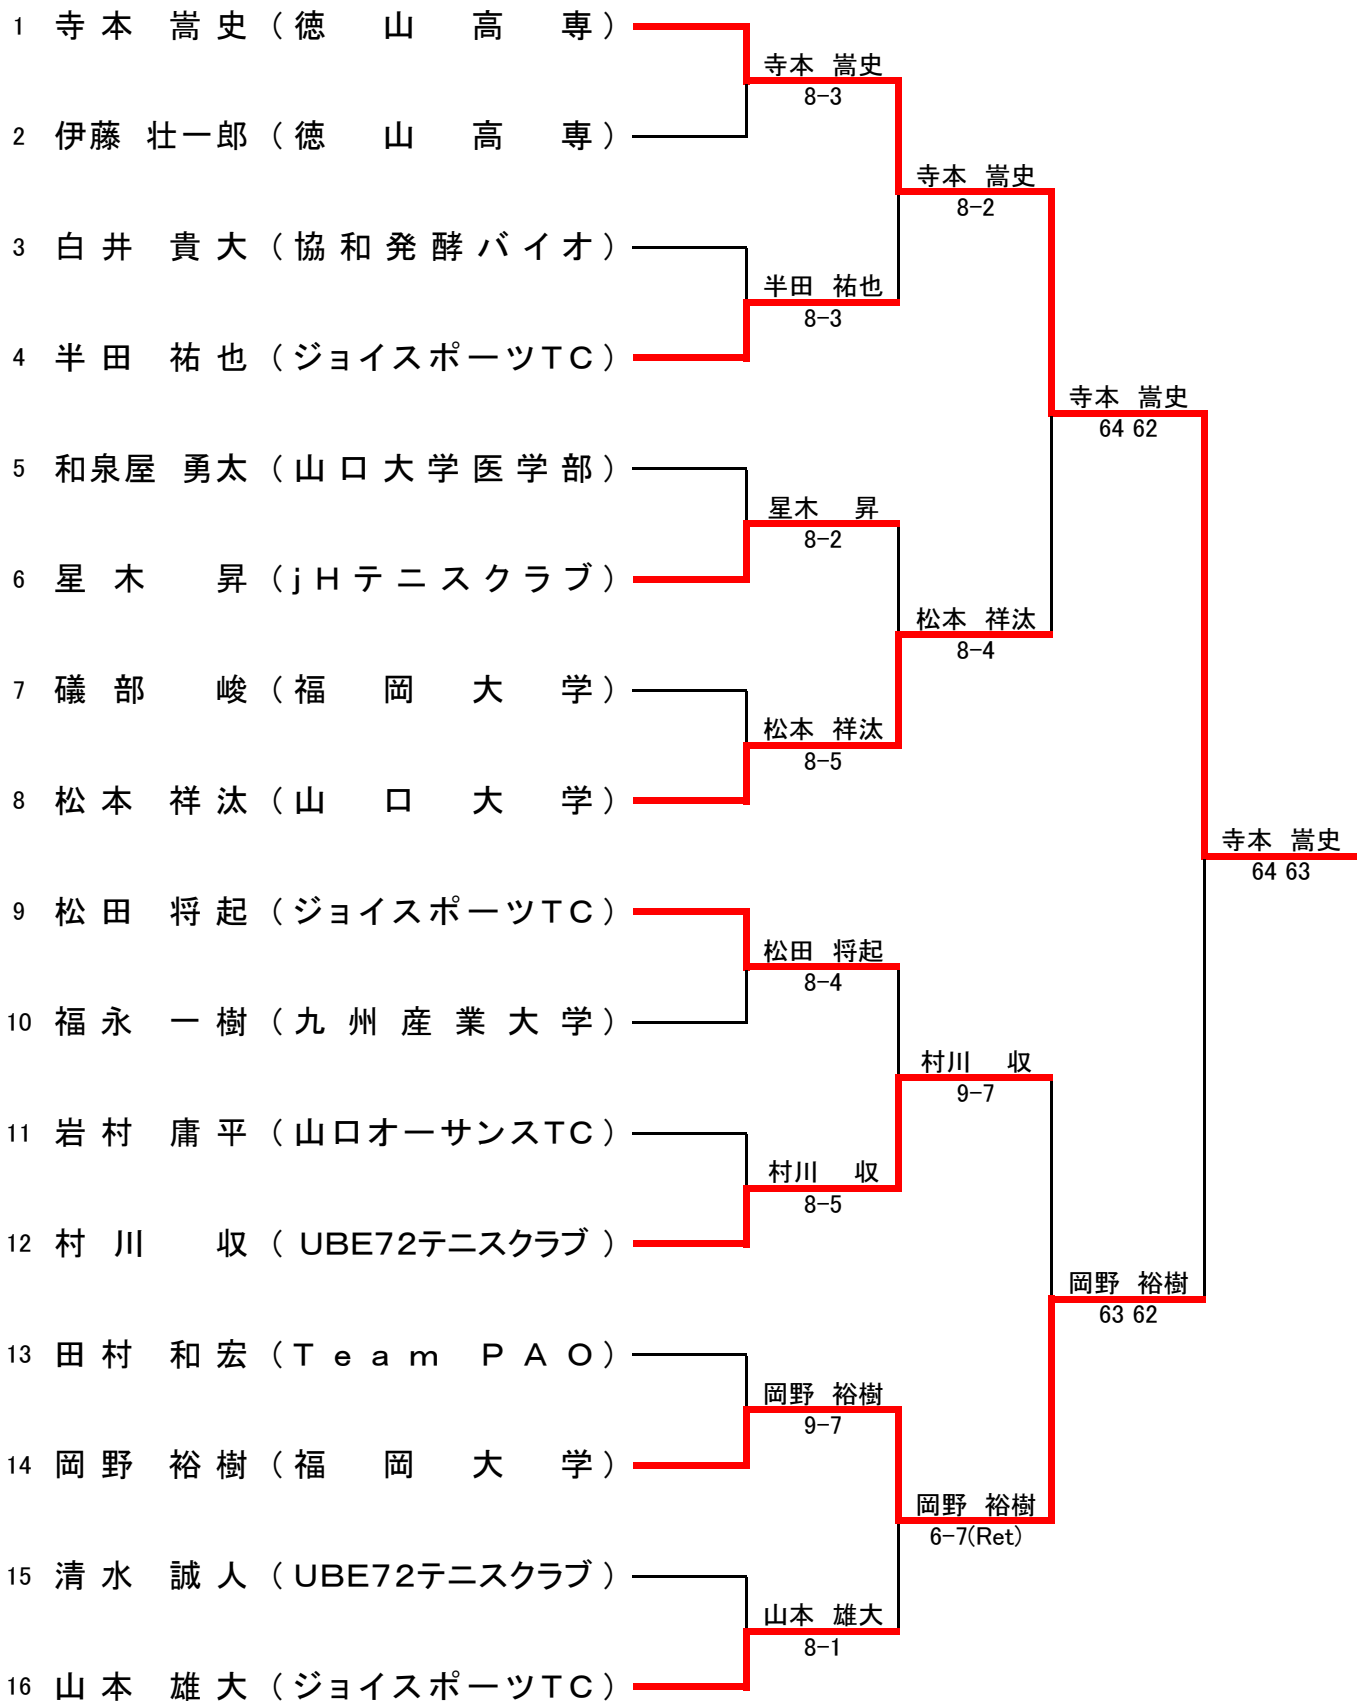 1 寺本 嵩史 (徳山高専)
寺本 嵩史
8-3
2 伊藤 壮一郎 (徳山高専)
寺本 嵩史
8-2
3 白井 貴大 (協和発酵バイオ)
半田 祐也
8-3
4 半田 祐也 (ジョイスポーツTC)
寺本 嵩史
64 62
5 和泉屋 勇太 (山口大学医学部)
星木 昇
8-2
6 星木 昇 (jHテニスクラブ)
松本 祥汰
8-4
7 礒部 峻 (福岡大学)
松本 祥汰
8-5
8 松本 祥汰 (山口大学)
寺本 嵩史
64 63
9 松田 将起 (ジョイスポーツTC)
松田 将起
8-4
10 福永 一樹 (九州産業大学)
村川 収
9-7
11 岩村 庸平 (山口オーサンスTC)
村川 収
8-5
12 村川 収 (UBE72テニスクラブ)
岡野 裕樹
63 62
13 田村 和宏 (Team PAO)
岡野 裕樹
9-7
14 岡野 裕樹 (福岡大学)
岡野 裕樹
6-7(Ret)
15 清水 誠人 (UBE72テニスクラブ)
山本 雄大
8-1
16 山本 雄大 (ジョイスポーツTC)